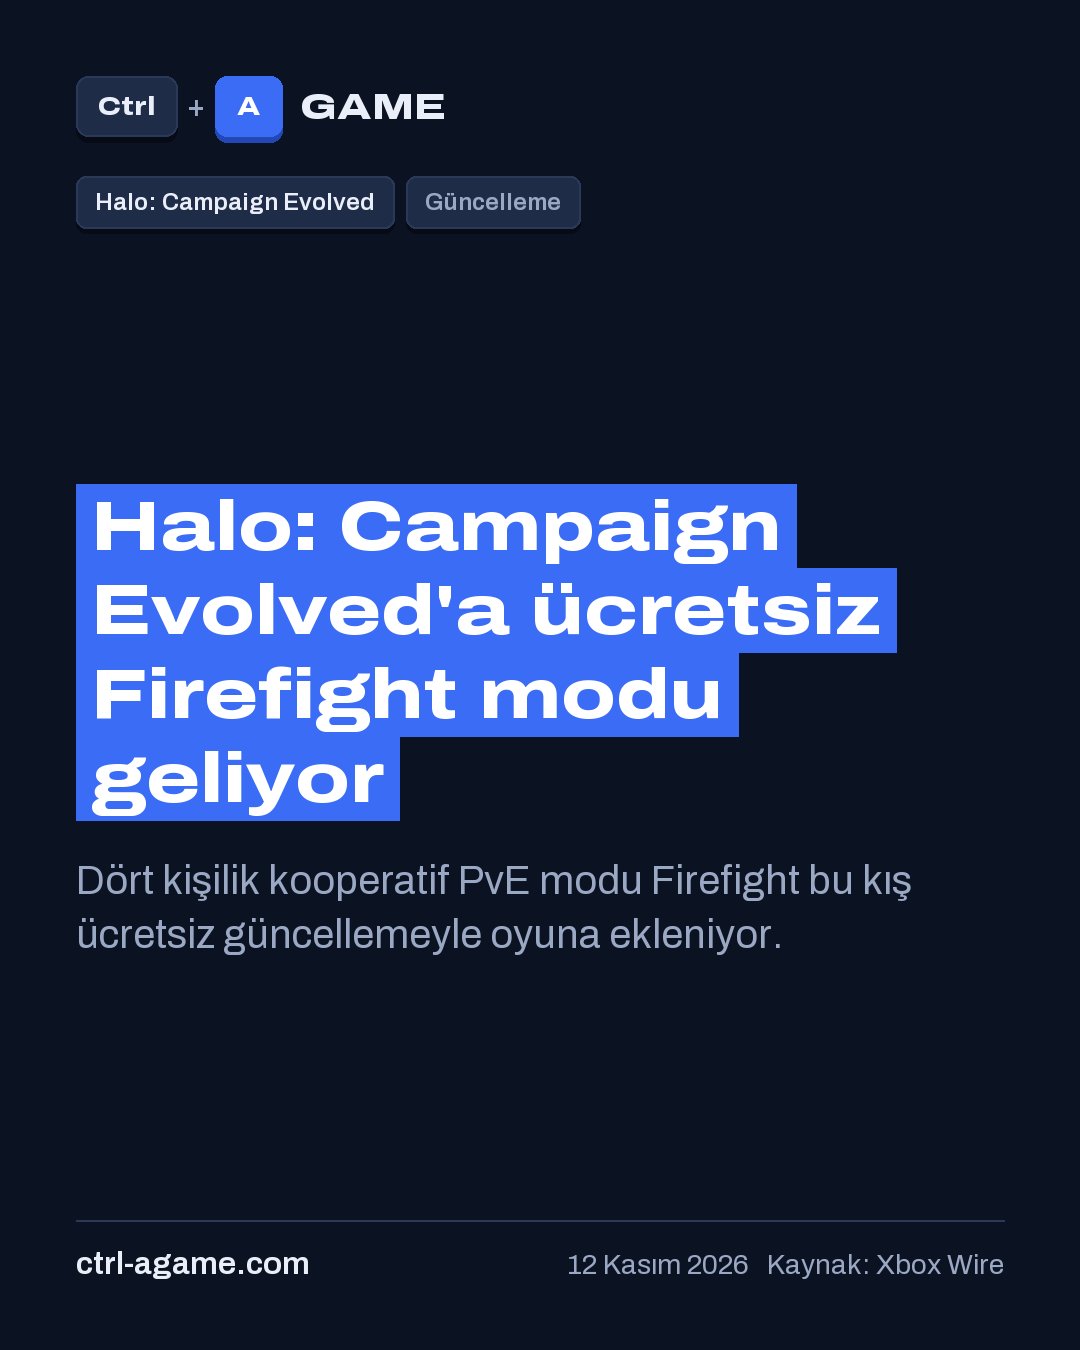 Ctrl + A GAME
Halo: Campaign Evolved Güncelleme
Halo: Campaign
Evolved'a ücretsiz
Firefight modu
geliyor
Dört kişilik kooperatif PvE modu Firefight bu kış
ücretsiz güncellemeyle oyuna ekleniyor.
ctrl-agame.com 12 Kasım 2026 Kaynak: Xbox Wire